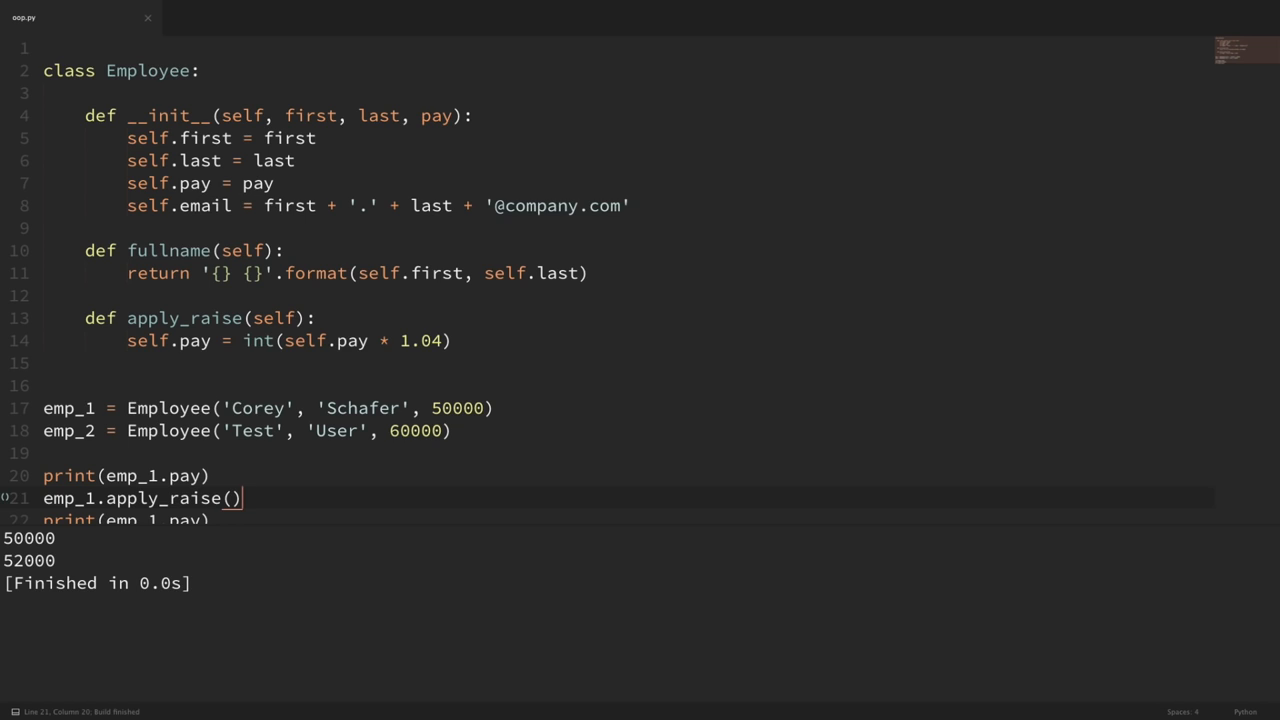 oop.py ×
1
2 class Employee:
3
4     def __init__(self, first, last, pay):
5         self.first = first
6         self.last = last
7         self.pay = pay
8         self.email = first + '.' + last + '@company.com'
9
10     def fullname(self):
11         return '{} {}'.format(self.first, self.last)
12
13     def apply_raise(self):
14         self.pay = int(self.pay * 1.04)
15
16
17 emp_1 = Employee('Corey', 'Schafer', 50000)
18 emp_2 = Employee('Test', 'User', 60000)
19
20 print(emp_1.pay)
() 21 emp_1.apply_raise()
22 print(emp_1.pay)
50000
52000
[Finished in 0.0s]
Line 21, Column 20; Build finished Spaces: 4 Python